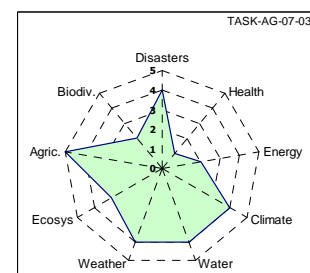 TASK-AG-07-03
Disasters
5
Biodiv.
Health
4
3
2
Agric.
1
Energy
0
Ecosys
Climate
Weather
Water